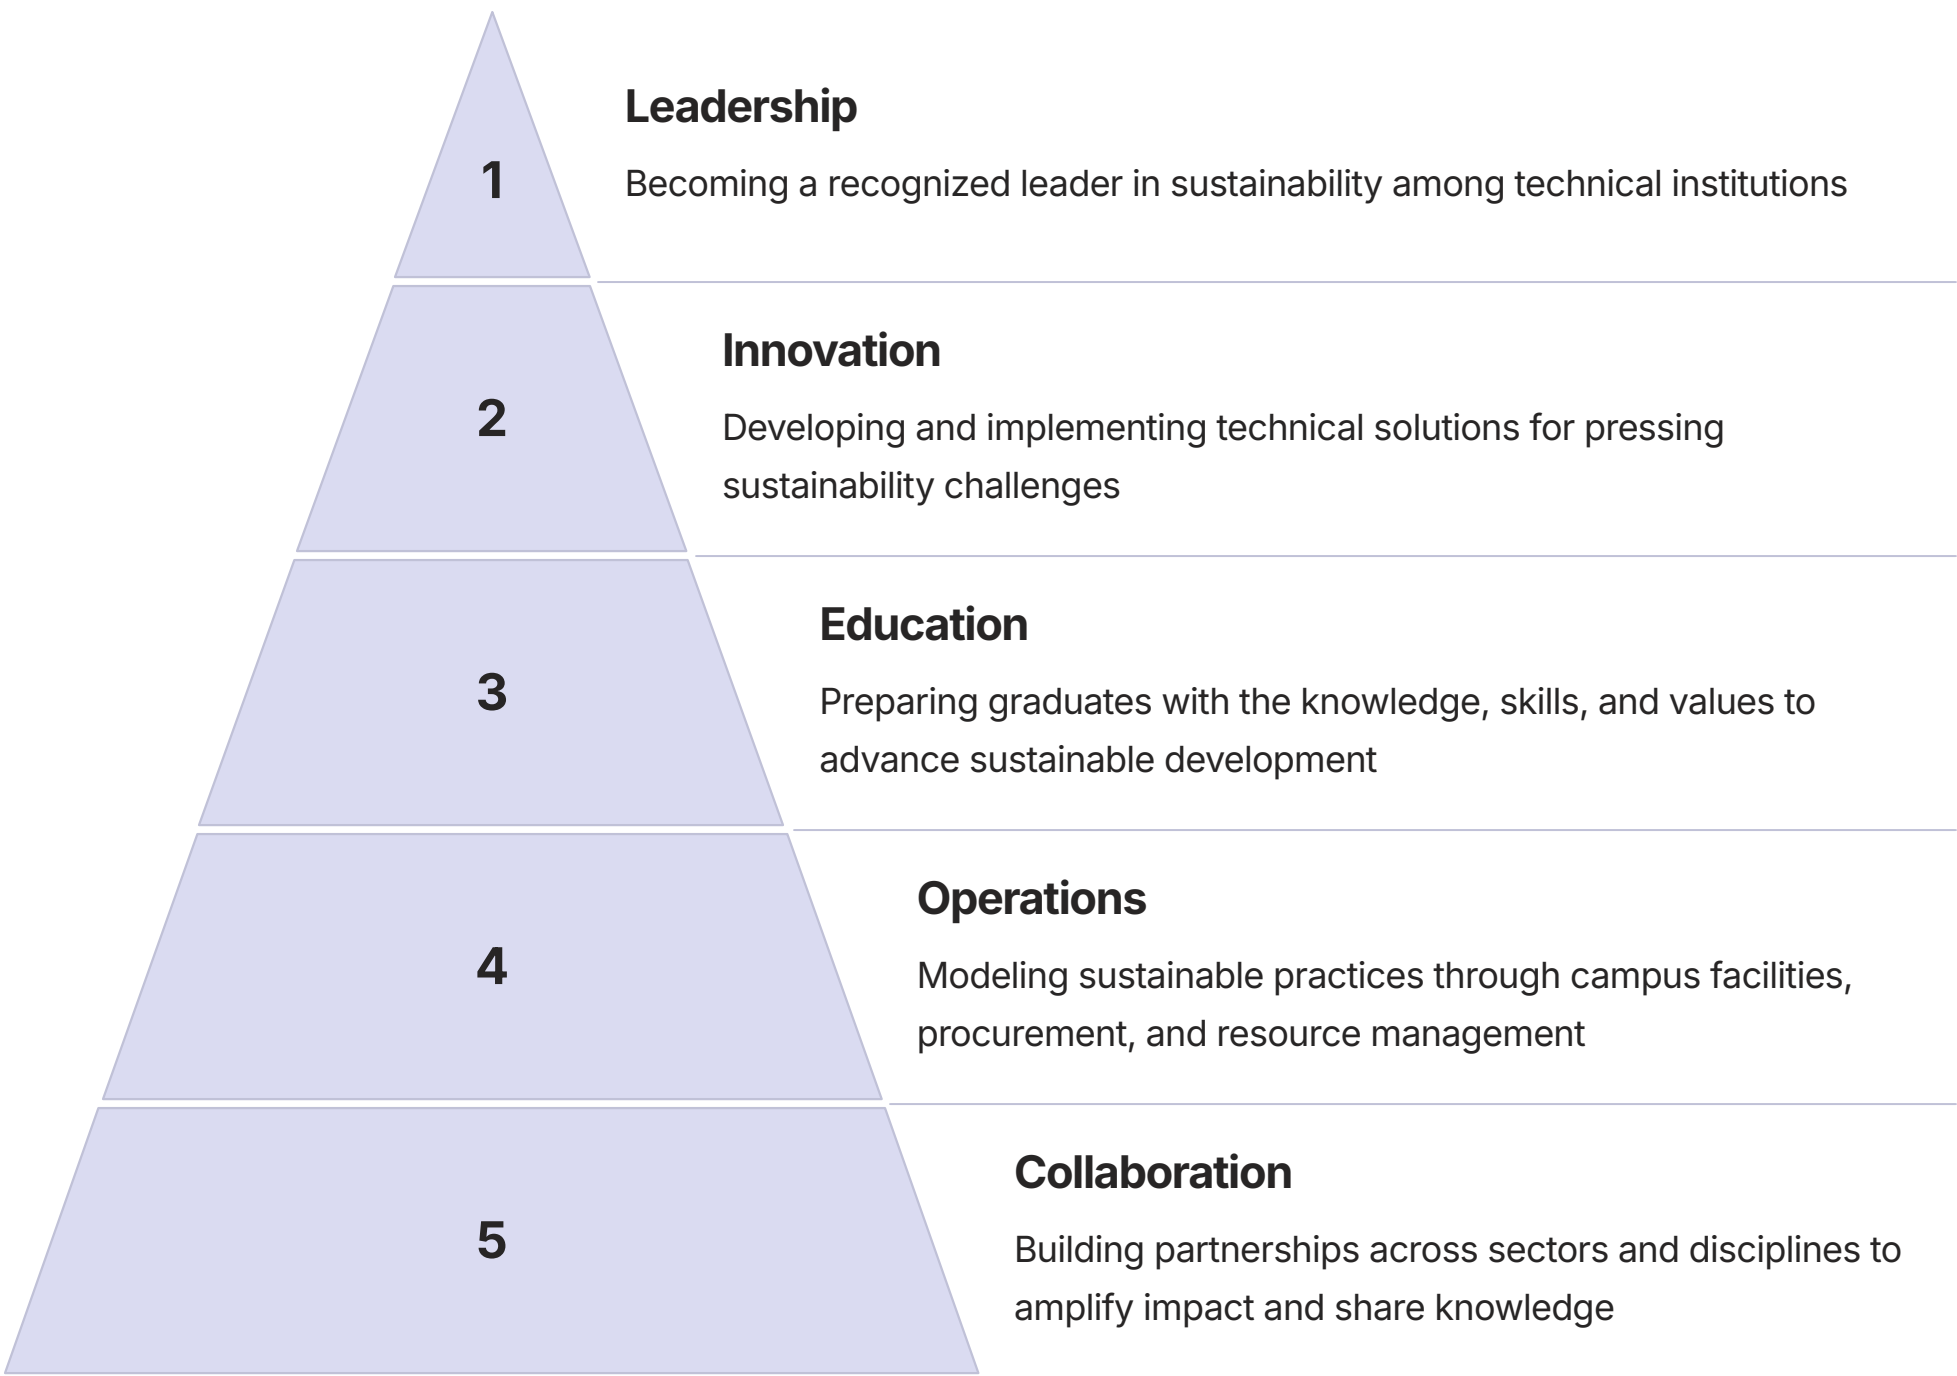 1
Leadership
Becoming a recognized leader in sustainability among technical institutions
2
Innovation
Developing and implementing technical solutions for pressing
sustainability challenges
3
Education
Preparing graduates with the knowledge, skills, and values to
advance sustainable development
4
Operations
Modeling sustainable practices through campus facilities,
procurement, and resource management
5
Collaboration
Building partnerships across sectors and disciplines to
amplify impact and share knowledge